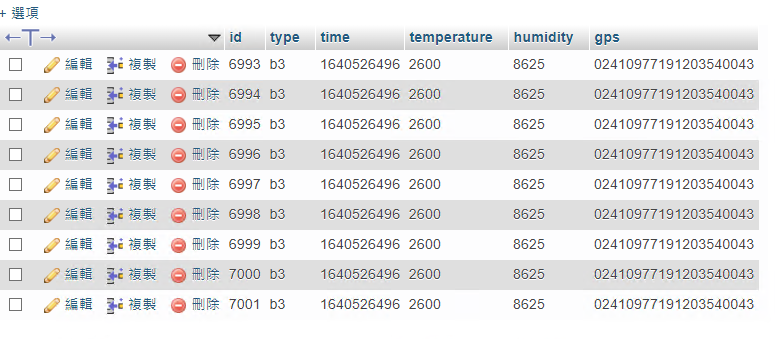 + 選項
←T→ id type time temperature humidity gps
編輯 複製 刪除 6993 b3 1640526496 2600 8625 02410977191203540043
編輯 複製 刪除 6994 b3 1640526496 2600 8625 02410977191203540043
編輯 複製 刪除 6995 b3 1640526496 2600 8625 02410977191203540043
編輯 複製 刪除 6996 b3 1640526496 2600 8625 02410977191203540043
編輯 複製 刪除 6997 b3 1640526496 2600 8625 02410977191203540043
編輯 複製 刪除 6998 b3 1640526496 2600 8625 02410977191203540043
編輯 複製 刪除 6999 b3 1640526496 2600 8625 02410977191203540043
編輯 複製 刪除 7000 b3 1640526496 2600 8625 02410977191203540043
編輯 複製 刪除 7001 b3 1640526496 2600 8625 02410977191203540043